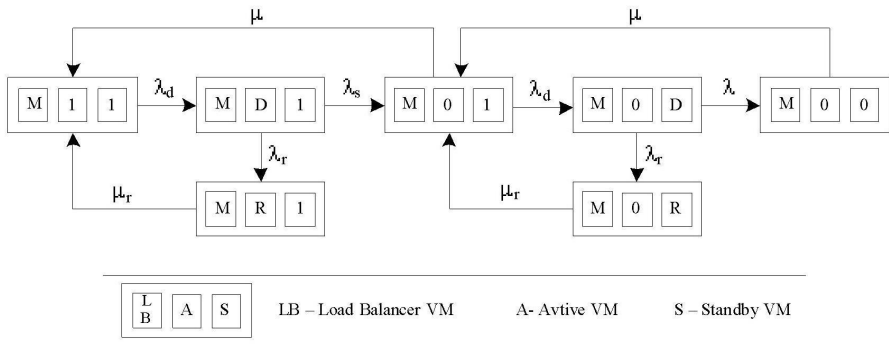 μ μ
M 1 1 λd M D 1 λs M 0 1 λd M 0 D λ M 0 0
λr λr
μr M R 1 μr M 0 R
L B A S LB – Load Balancer VM A- Avtive VM S – Standby VM